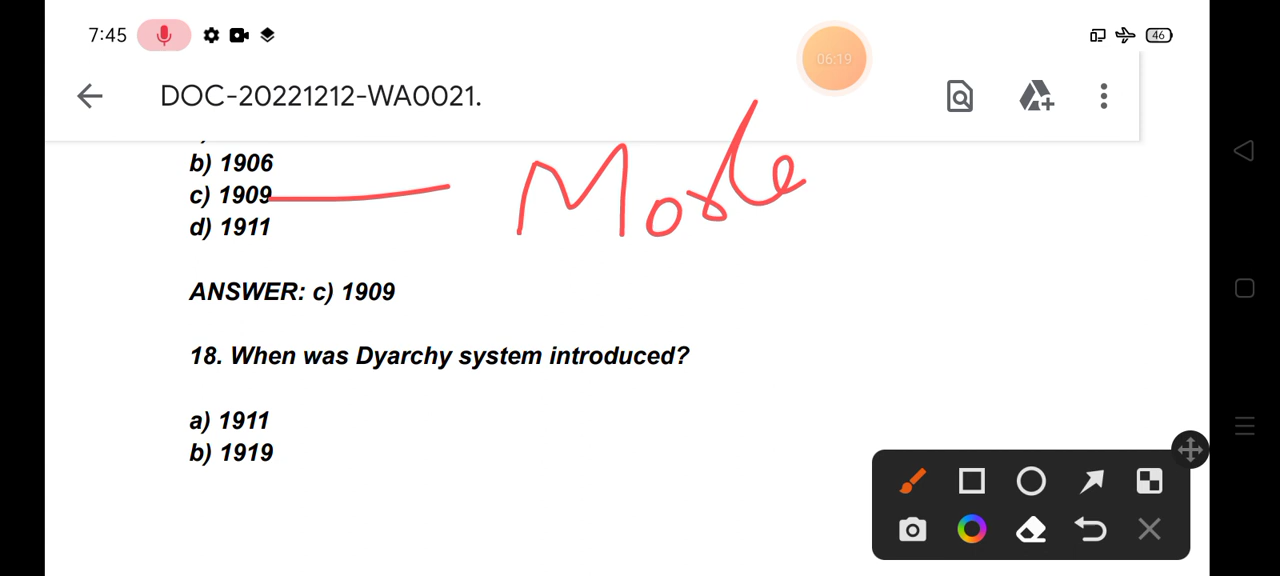 7:45
46
06:19
DOC-20221212-WA0021.
b) 1906
c) 1909
d) 1911
ANSWER: c) 1909
18. When was Dyarchy system introduced?
a) 1911
b) 1919